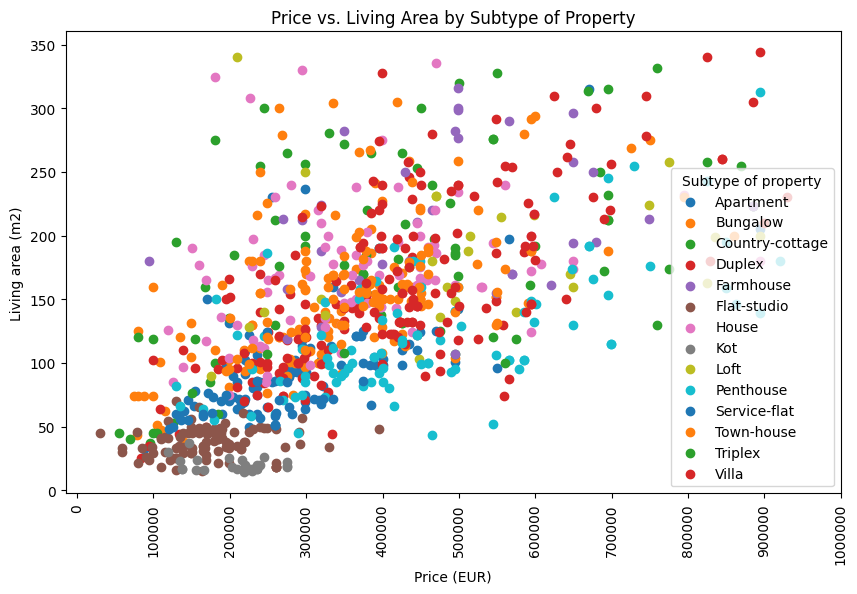 Price vs. Living Area by Subtype of Property
Living area (m2)
350
300
250
200
150
100
50
0
Subtype of property
Apartment
Bungalow
Country-cottage
Duplex
Farmhouse
Flat-studio
House
Kot
Loft
Penthouse
Service-flat
Town-house
Triplex
Villa
0
100000
200000
300000
400000
500000
600000
700000
800000
900000
1000000
Price (EUR)